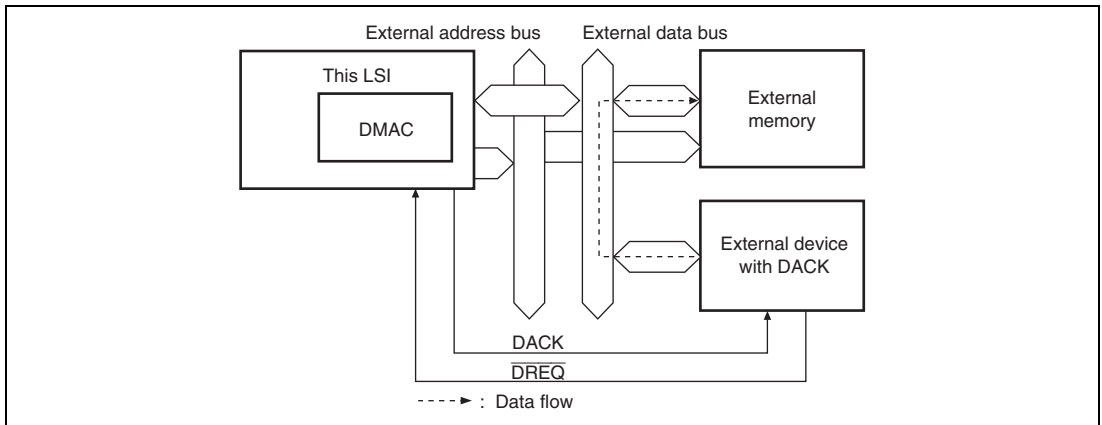 External address bus
External data bus
This LSI
DMAC
External
memory
External device
with DACK
DACK
DREQ
: Data flow